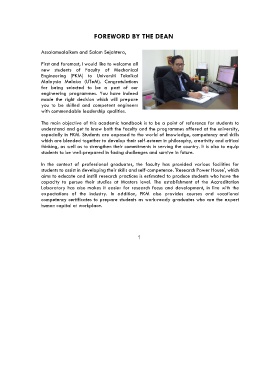 FOREWORD BY THE DEAN
Assalamualaikum and Salam Sejahtera,
First and foremost, I would like to welcome all
new students of Faculty of Mechanical
Engineering (FKM) to Universiti Teknikal
Malaysia Melaka (UTeM). Congratulations
for being selected to be a part of our
engineering programmes. You have indeed
made the right decision which will prepare
you to be skilled and competent engineers
with commendable leadership qualities.
The main objective of this academic handbook is to be a point of reference for students to
understand and get to know both the faculty and the programmes offered at the university,
especially in FKM. Students are exposed to the world of knowledge, competency and skills
which are blended together to develop their self-esteem in philosophy, creativity and critical
thinking, as well as to strengthen their commitments in serving the country. It is also to equip
students to be well-prepared in facing challenges and survive in future.
In the context of professional graduates, the faculty has provided various facilities for
students to assist in developing their skills and self-competence. 'Research Power House', which
aims to educate and instill research practices is estimated to produce students who have the
capacity to pursue their studies at Masters level. The establishment of the Accreditation
Laboratory has also makes it easier for research focus and development, in line with the
expectations of the industry. In addition, FKM also provides courses and vocational
competency certificates to prepare students as work-ready graduates who can the expert
human capital at workplace.